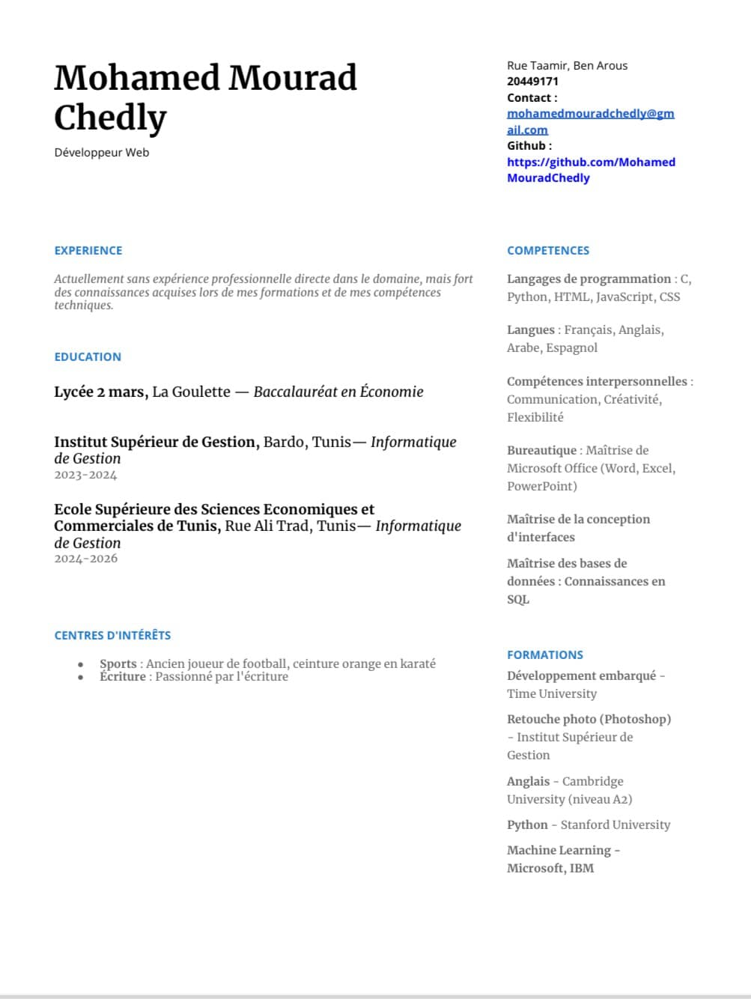 Mohamed Mourad
Chedly
Développeur Web
Rue Taamir, Ben Arous
20449171
Contact :
mohamedmouradchedly@gm
ail.com
Github :
https://github.com/Mohamed
MouradChedly
EXPERIENCE
Actuellement sans expérience professionnelle directe dans le domaine, mais fort
des connaissances acquises lors de mes formations et de mes compétences
techniques.
EDUCATION
Lycée 2 mars, La Goulette — Baccalauréat en Économie
Institut Supérieur de Gestion, Bardo, Tunis— Informatique
de Gestion
2023-2024
Ecole Supérieure des Sciences Economiques et
Commerciales de Tunis, Rue Ali Trad, Tunis— Informatique
de Gestion
2024-2026
CENTRES D'INTÉRÊTS
● Sports : Ancien joueur de football, ceinture orange en karaté
● Écriture : Passionné par l'écriture
COMPETENCES
Langages de programmation : C,
Python, HTML, JavaScript, CSS
Langues : Français, Anglais,
Arabe, Espagnol
Compétences interpersonnelles :
Communication, Créativité,
Flexibilité
Bureautique : Maîtrise de
Microsoft Office (Word, Excel,
PowerPoint)
Maîtrise de la conception
d'interfaces
Maîtrise des bases de
données : Connaissances en
SQL
FORMATIONS
Développement embarqué -
Time University
Retouche photo (Photoshop)
- Institut Supérieur de
Gestion
Anglais - Cambridge
University (niveau A2)
Python - Stanford University
Machine Learning -
Microsoft, IBM